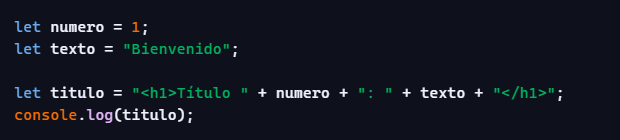 let numero = 1;
let texto = "Bienvenido";
let titulo = "<h1>Título " + numero + ": " + texto + "</h1>";
console.log(titulo);